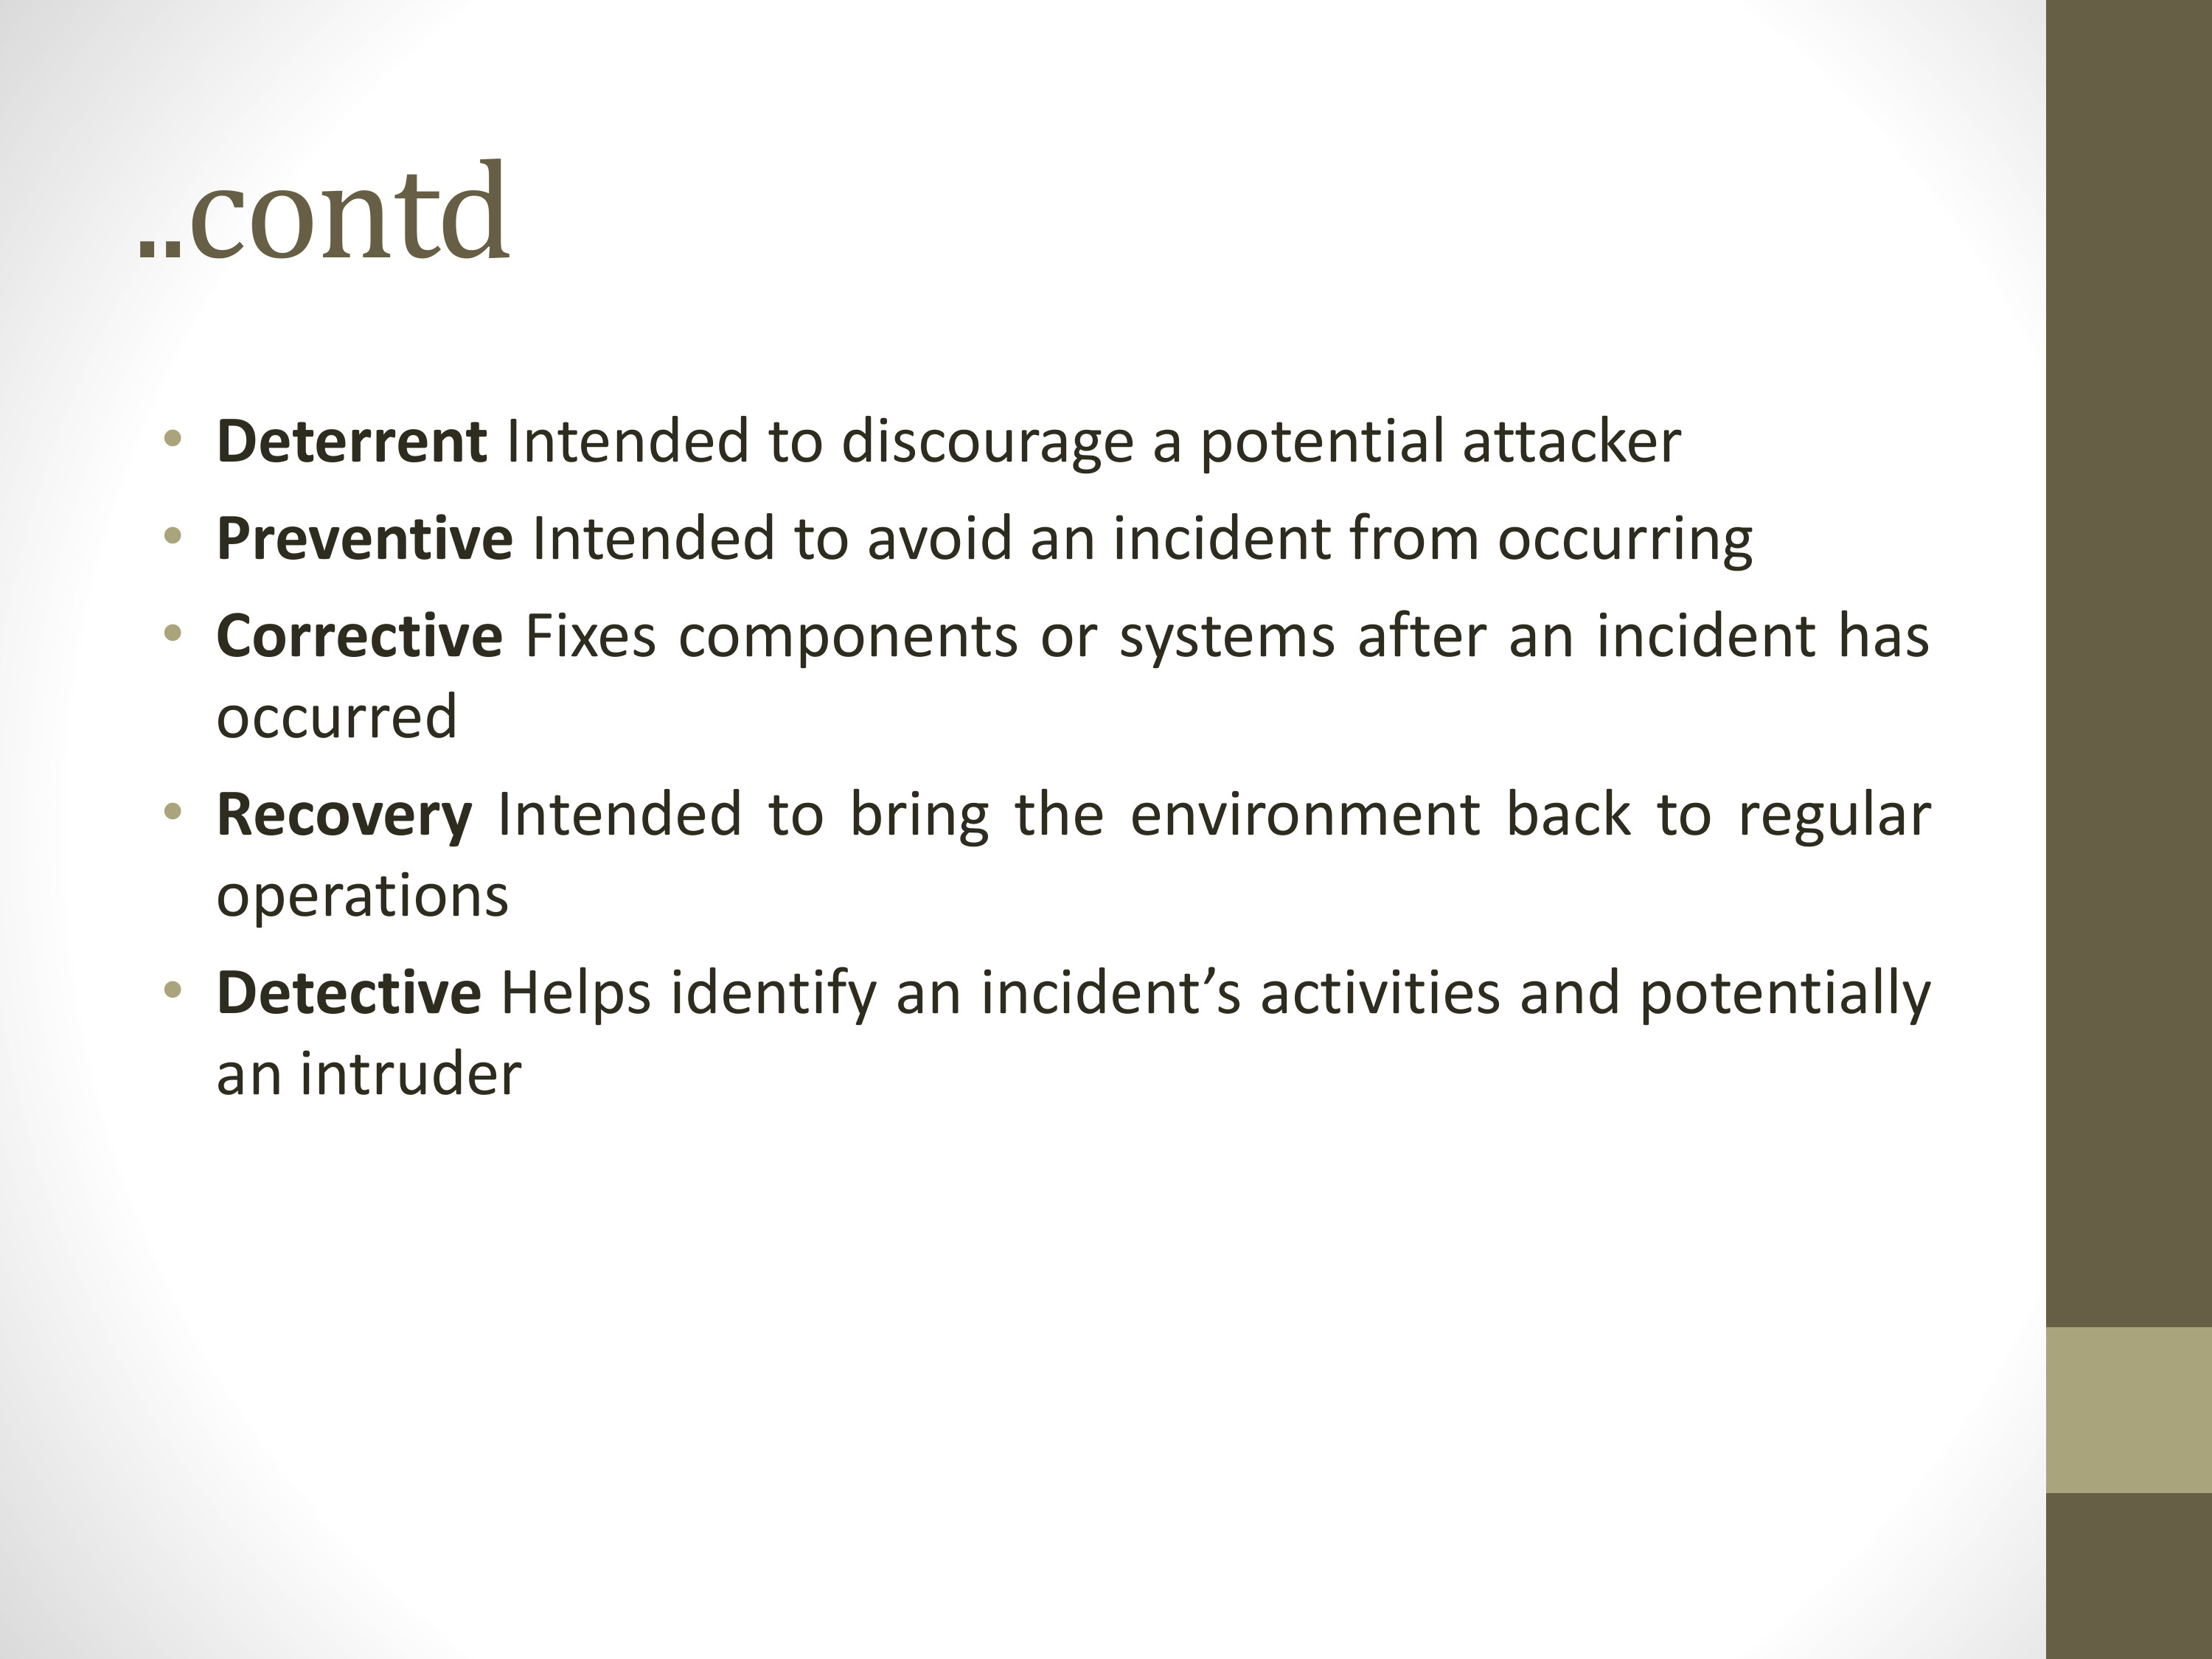 ..contd
• Deterrent Intended to discourage a potential attacker
• Preventive Intended to avoid an incident from occurring
• Corrective Fixes components or systems after an incident has
occurred
• Recovery Intended to bring the environment back to regular
operations
• Detective Helps identify an incident’s activities and potentially
an intruder